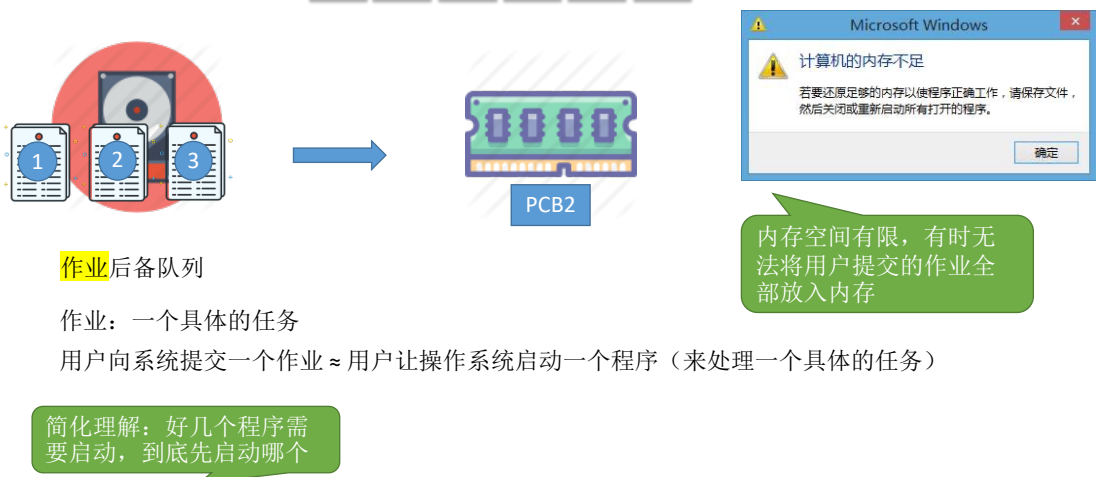 Microsoft Windows
计算机的内存不足
若要还原足够的内存以使程序正确工作，请保存文件，
然后关闭或重新启动所有打开的程序。
确定
1
2
3
PCB2
内存空间有限，有时无
法将用户提交的作业全
部放入内存
作业后备队列
作业：一个具体的任务
用户向系统提交一个作业 ≈ 用户让操作系统启动一个程序（来处理一个具体的任务）
简化理解：好几个程序需
要启动，到底先启动哪个